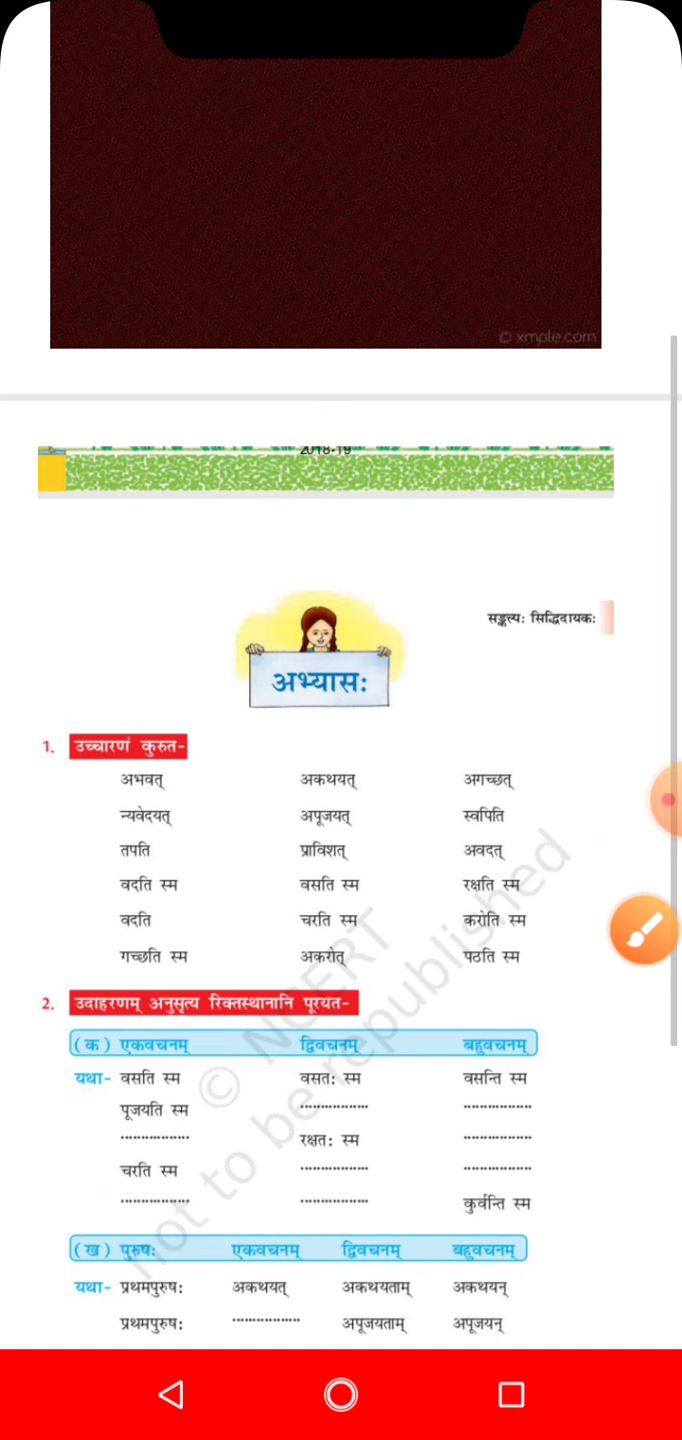 © xmple.com
2018-19
सङ्कल्पः सिद्धिदायकः
अभ्यासः
1. उच्चारणं कुरुत-
अभवत् अकथयत् अगच्छत्
न्यवेदयत् अपूजयत् स्वपिति
तपति प्राविशत् अवदत्
वदति स्म वसति स्म रक्षति स्म
वदति चरति स्म करोति स्म
गच्छति स्म अकरोत् पठति स्म
2. उदाहरणम् अनुसृत्य रिक्तस्थानानि पूरयत-
(क) एकवचनम् द्विवचनम् बहुवचनम्
यथा- वसति स्म वसतः स्म वसन्ति स्म
पूजयति स्म ................. .................
................. रक्षतः स्म .................
चरति स्म ................. .................
................. ................. कुर्वन्ति स्म
(ख) पुरुषः एकवचनम् द्विवचनम् बहुवचनम्
यथा- प्रथमपुरुषः अकथयत् अकथयताम् अकथयन्
प्रथमपुरुषः ................. अपूजयताम् अपूजयन्
© NCERT
not to be republished